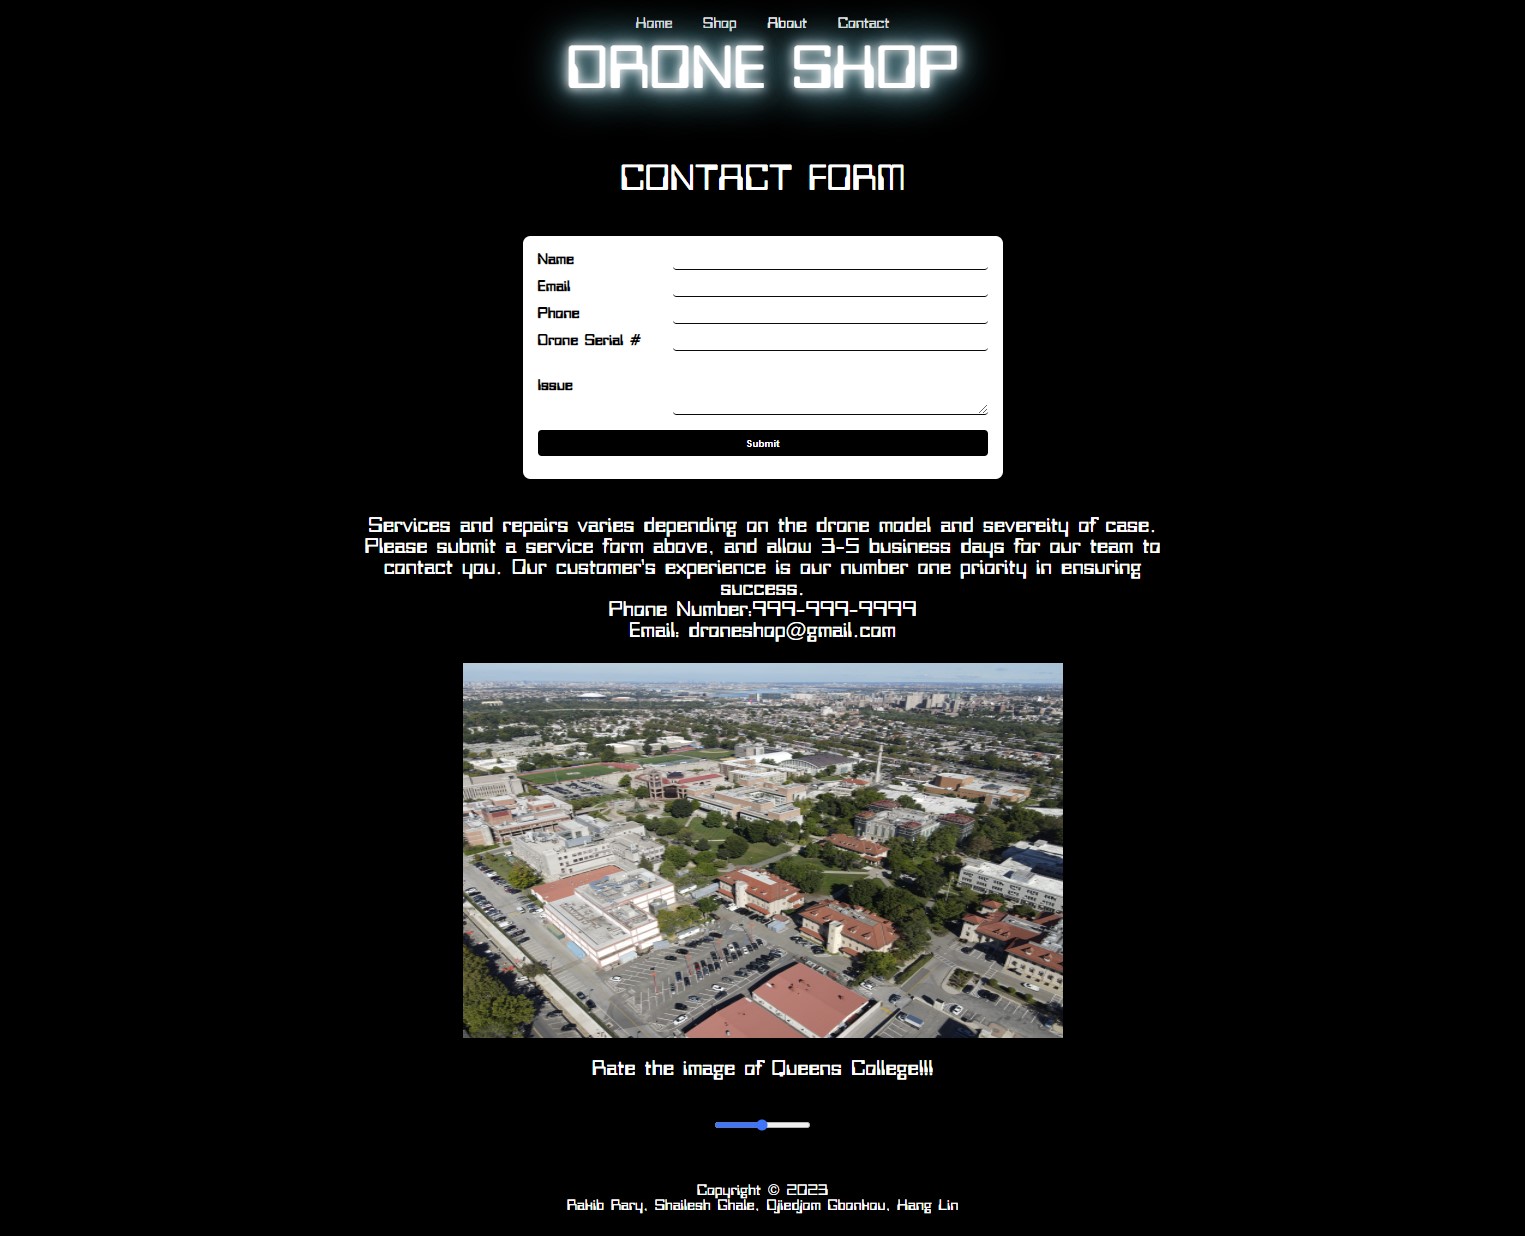 Home Shop About Contact
DRONE SHOP
CONTACT FORM
Name
Email
Phone
Drone Serial #
Issue
Submit
Services and repairs varies depending on the drone model and severeity of case.
Please submit a service form above, and allow 3-5 business days for our team to
contact you. Our customer's experience is our number one priority in ensuring
success.
Phone Number:999-999-9999
Email: droneshop@gmail.com
Rate the image of Queens College!!!
Copyright © 2023
Rakib Rary, Shailesh Ghale, Djiedjom Gbonkou, Hang Lin